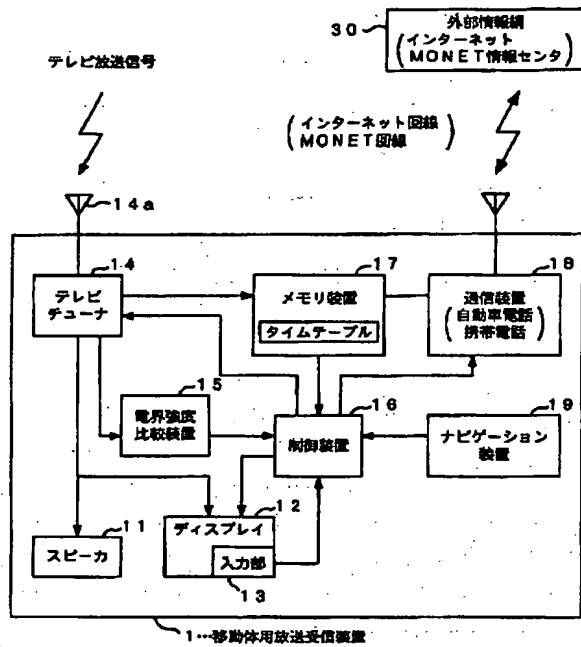 30
外部情報網
(インターネット
MONET情報センタ)
テレビ放送信号
(インターネット回線
MONET回線)
14a
14
テレビ
チューナ
17
メモリ装置
タイムテーブル
18
通信装置
(自動車電話
携帯電話)
15
電界強度
比較装置
16
制御装置
19
ナビゲーション
装置
11
スピーカ
12
ディスプレイ
入力部
13
1…移動体用放送受信装置